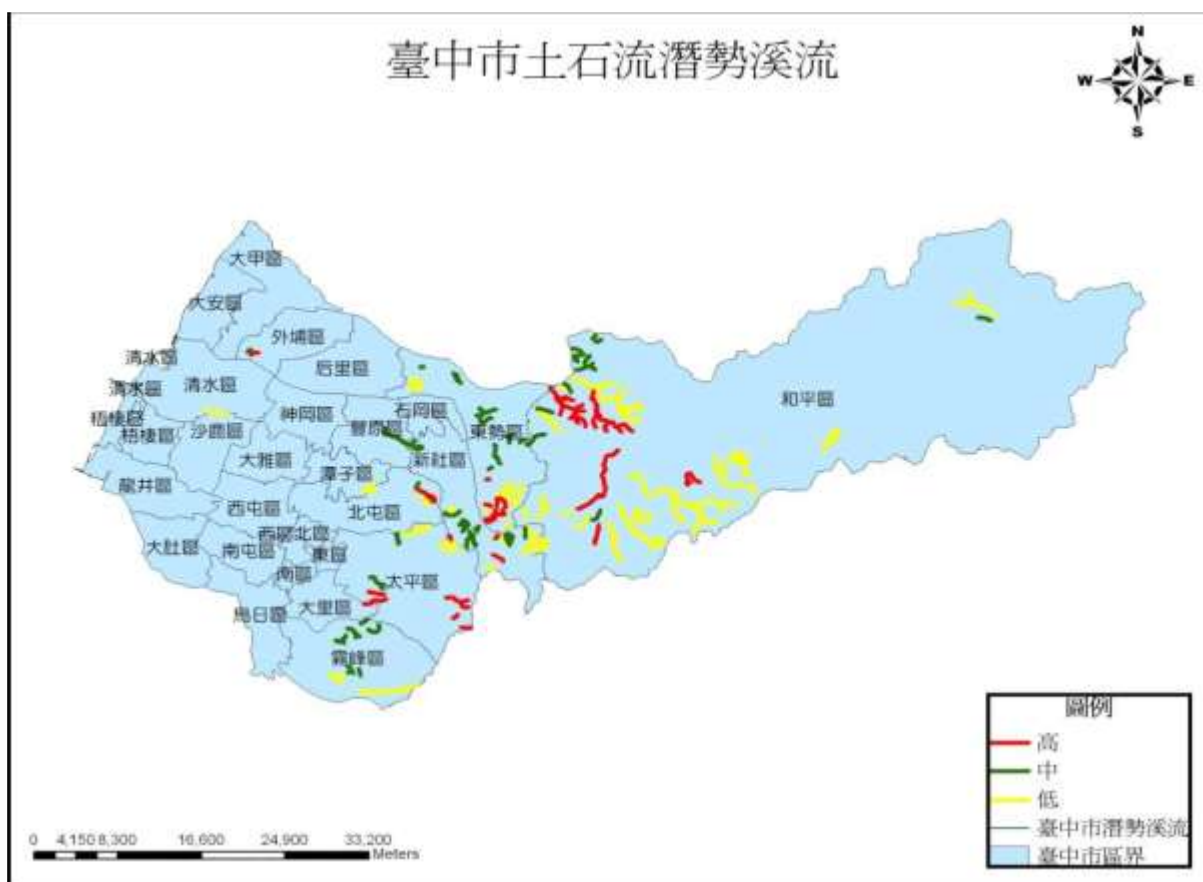 臺中市土石流潛勢溪流
N
W E
S
大甲區
大安區
外埔區
清水區
后里區
清水區
清水區
和平區
梧棲區
神岡區
石岡區
梧棲區
沙鹿區
豐原區
東勢區
大雅區
新社區
潭子區
龍井區
西屯區
北屯區
西區
北區
大肚區
南屯區
東區
南區
太平區
大里區
烏日區
霧峰區
圖例
高
中
低
臺中市潛勢溪流
臺中市區界
0 4,150 8,300 16,600 24,900 33,200
Meters